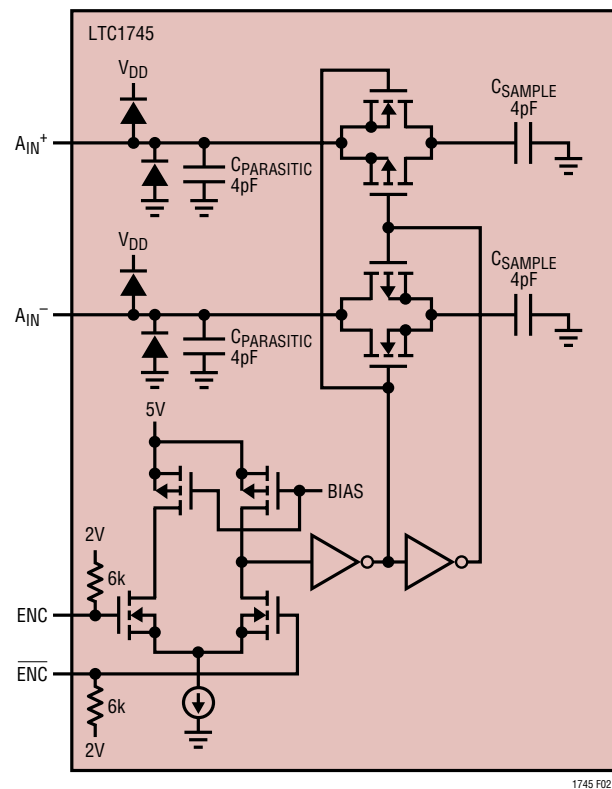 LTC1745
VDD
AIN+
CPARASITIC
4pF
CSAMPLE
4pF
VDD
AIN−
CPARASITIC
4pF
CSAMPLE
4pF
5V
BIAS
2V
6k
ENC
ENC
6k
2V
1745 F02